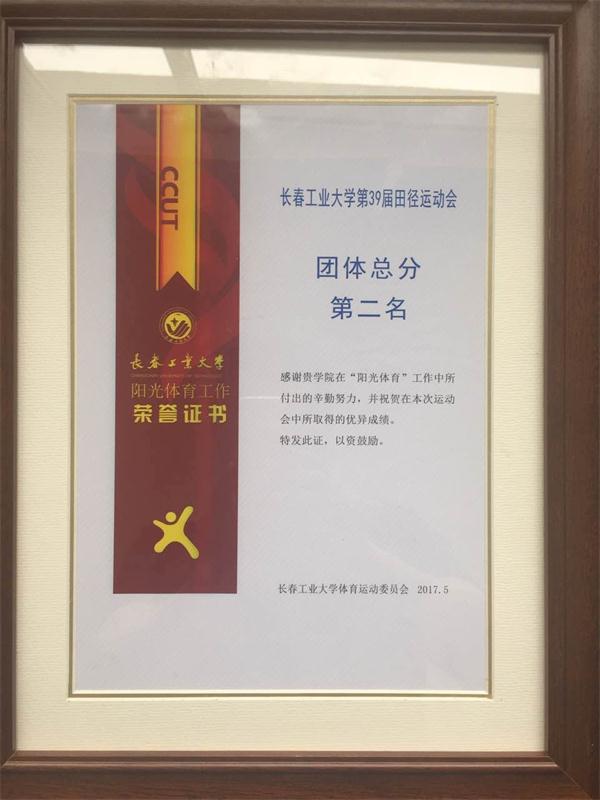 CCUT
长春工业大学
阳光体育工作
荣誉证书
长春工业大学第39届田径运动会
团体总分
第二名
感谢贵学院在“阳光体育”工作中所
付出的辛勤努力，并祝贺在本次运动
会中所取得的优异成绩。
特发此证，以资鼓励。
长春工业大学体育运动委员会 2017.5